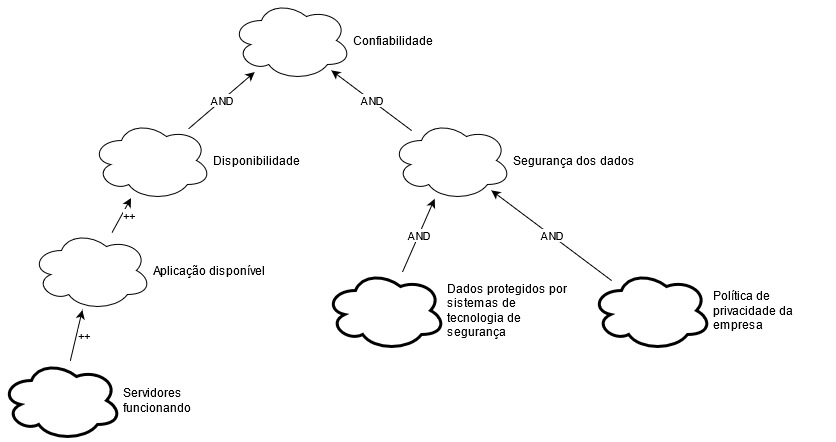 Confiabilidade
AND
AND
Disponibilidade
Segurança dos dados
++
AND
AND
Aplicação disponível
Dados protegidos por
sistemas de
tecnologia de
segurança
Política de
privacidade da
empresa
++
Servidores
funcionando